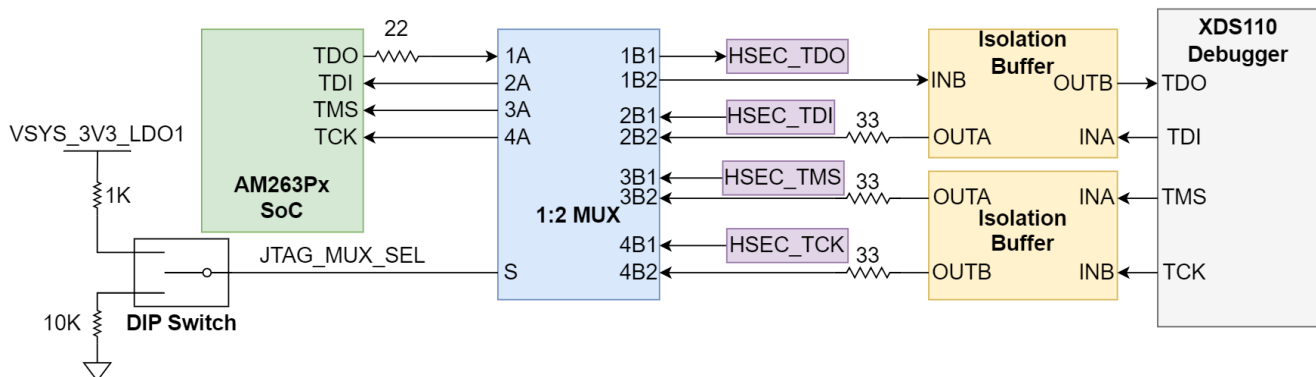 22
AM263Px
SoC
TDO
TDI
TMS
TCK
VSYS_3V3_LDO1
1K
10K
DIP Switch
JTAG_MUX_SEL
1A
2A
3A
4A
S
1:2 MUX
1B1
1B2
2B1
2B2
3B1
3B2
4B1
4B2
HSEC_TDO
HSEC_TDI
33
HSEC_TMS
33
HSEC_TCK
33
Isolation
Buffer
INB
OUTB
OUTA
INA
OUTA
INA
Isolation
Buffer
OUTB
INB
XDS110
Debugger
TDO
TDI
TMS
TCK